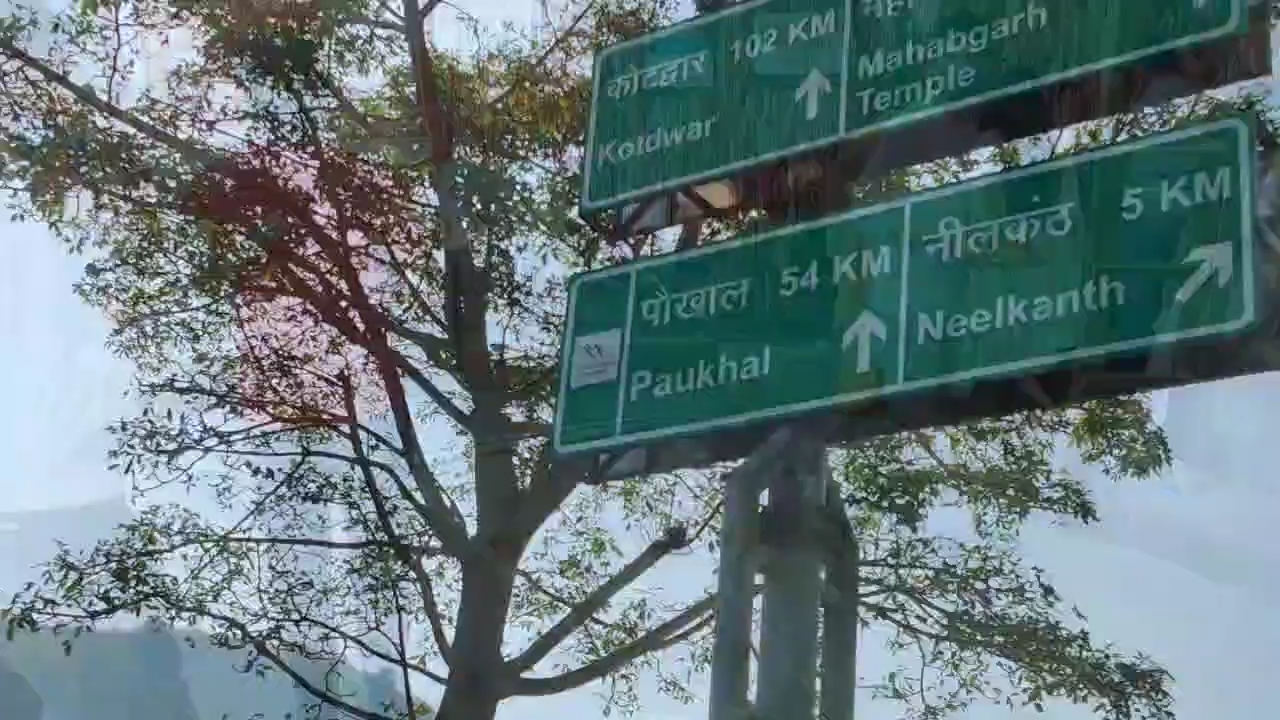 कोटद्वार 102 KM
Kotdwar
Mahabgarh
Temple
पौखाल 54 KM
Paukhal
नीलकंठ 5 KM
Neelkanth